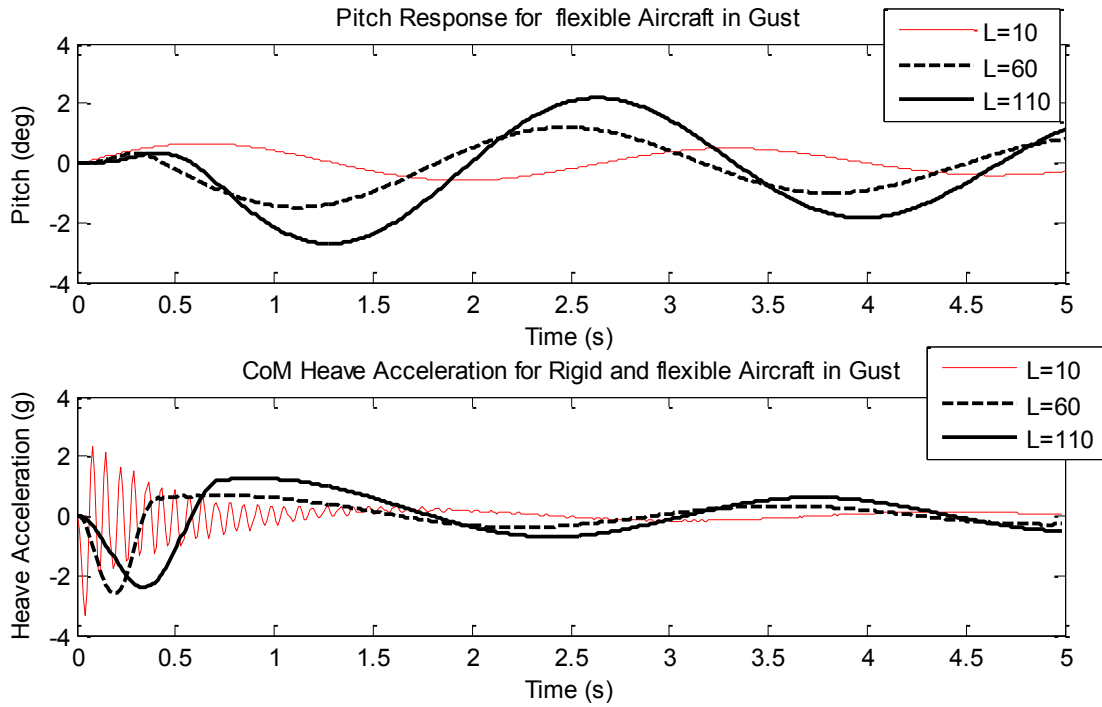 Pitch Response for flexible Aircraft in Gust
L=10
L=60
L=110
Pitch (deg)
4
2
0
-2
-4
0 0.5 1 1.5 2 2.5 3 3.5 4 4.5 5
Time (s)
CoM Heave Acceleration for Rigid and flexible Aircraft in Gust
L=10
L=60
L=110
Heave Acceleration (g)
4
2
0
-2
-4
0 0.5 1 1.5 2 2.5 3 3.5 4 4.5 5
Time (s)